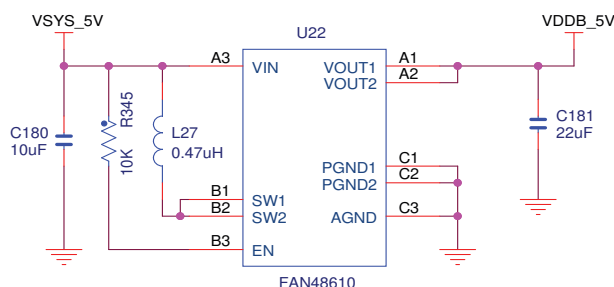 VSYS_5V
VDDB_5V
U22
A3
VIN
VOUT1
A1
VOUT2
A2
R345
10K
C180
10uF
L27
0.47uH
C181
22uF
B1
SW1
B2
SW2
PGND1
C1
PGND2
C2
AGND
C3
B3
EN
FAN48610